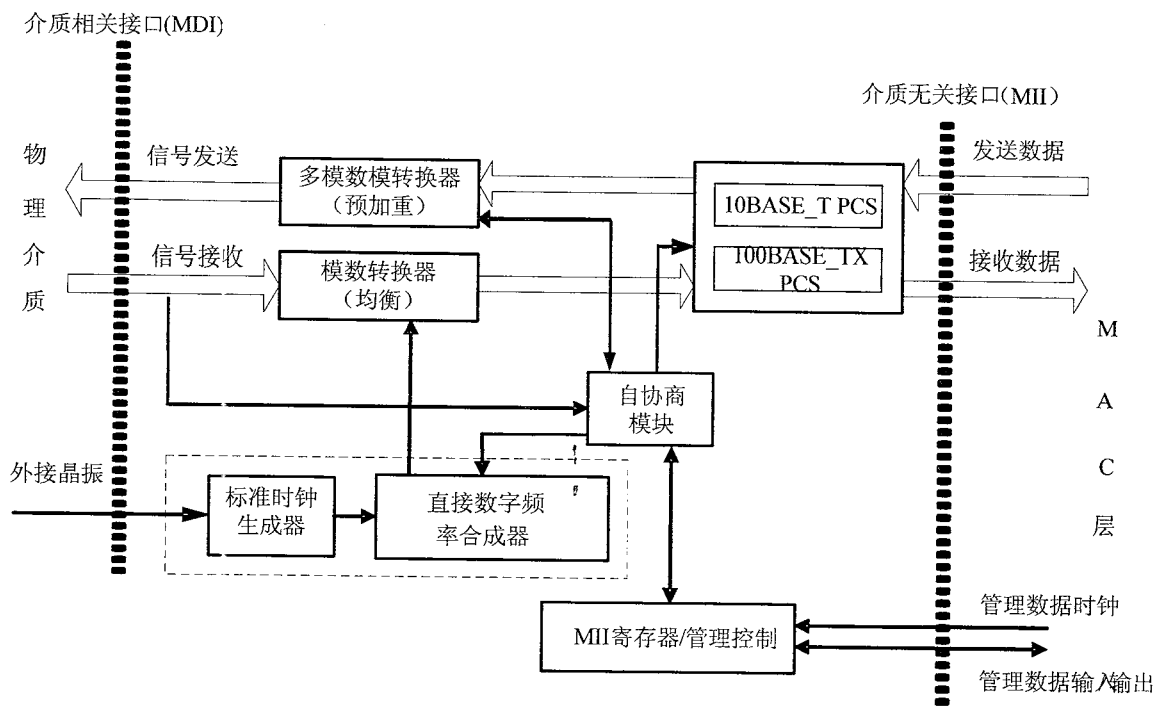 介质相关接口(MDI)
介质无关接口(MII)
物
理
介
质
信号发送
多模数模转换器
(预加重)
10BASE_T PCS
发送数据
信号接收
模数转换器
(均衡)
100BASE_TX
PCS
接收数据
M
A
C
层
自协商
模块
外接晶振
标准时钟
生成器
直接数字频
率合成器
MII寄存器/管理控制
管理数据时钟
管理数据输入输出